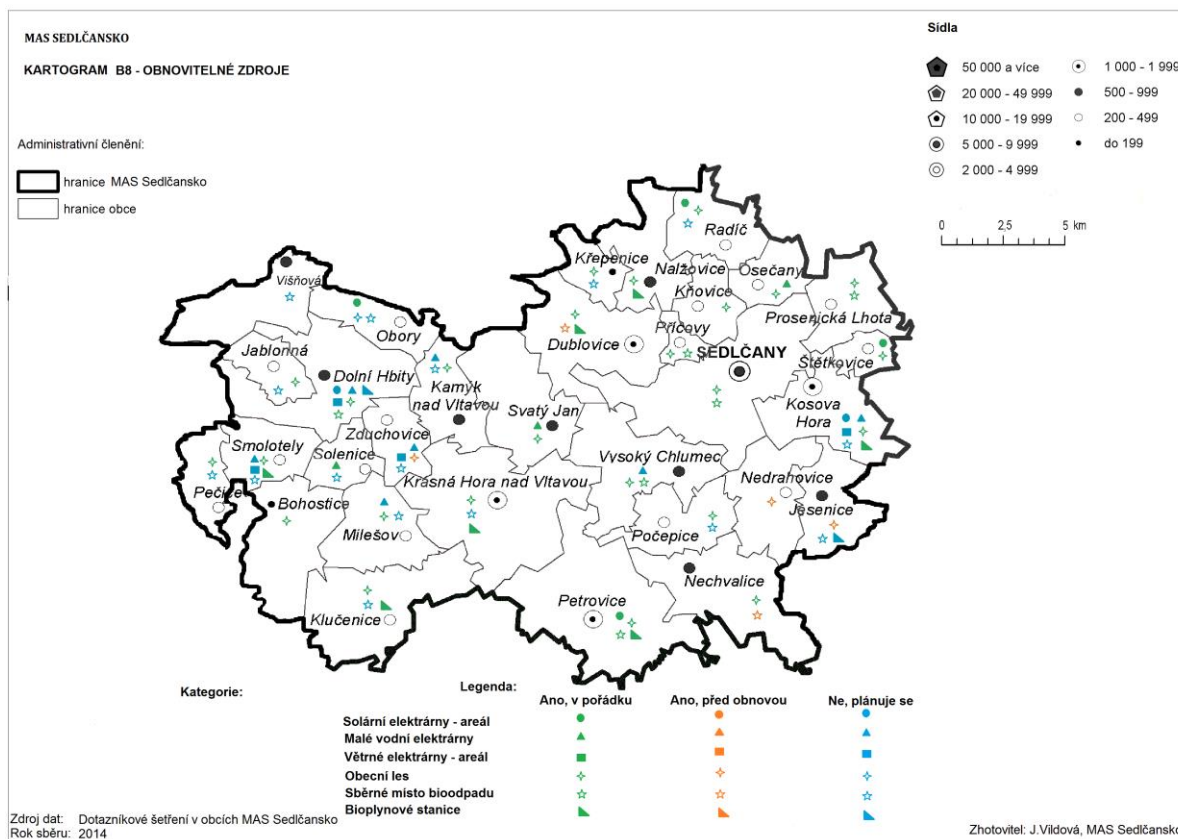 MAS SEDLČANSKO
KARTOGRAM B8 - OBNOVITELNÉ ZDROJE
Administrativní členění:
hranice MAS Sedlčansko
hranice obce
Sídla
50 000 a více
20 000 - 49 999
10 000 - 19 999
5 000 - 9 999
2 000 - 4 999
1 000 - 1 999
500 - 999
200 - 499
do 199
0 2.5 5 km
Radíč
Křepenice
Nalžovice
Osečany
Višňová
Kňovice
Prosenická Lhota
Obory
Příčovy
Dublovice
SEDLČANY
Štětkovice
Jablonná
Dolní Hbity
Kamýk
nad Vltavou
Kosova
Hora
Svatý Jan
Zduchovice
Smolotely
Solenice
Vysoký Chlumec
Krásná Hora nad Vltavou
Nedrahovice
Pečice
Bohostice
Jesenice
Milešov
Počepice
Nechvalice
Petrovice
Klučenice
Kategorie:
Legenda:
Ano, v pořádku
Ano, před obnovou
Ne, plánuje se
Solární elektrárny - areál
Malé vodní elektrárny
Větrné elektrárny - areál
Obecní les
Sběrné místo bioodpadu
Bioplynové stanice
Zdroj dat: Dotazníkové šetření v obcích MAS Sedlčansko
Rok sběru: 2014
Zhotovitel: J.Vildová, MAS Sedlčansko